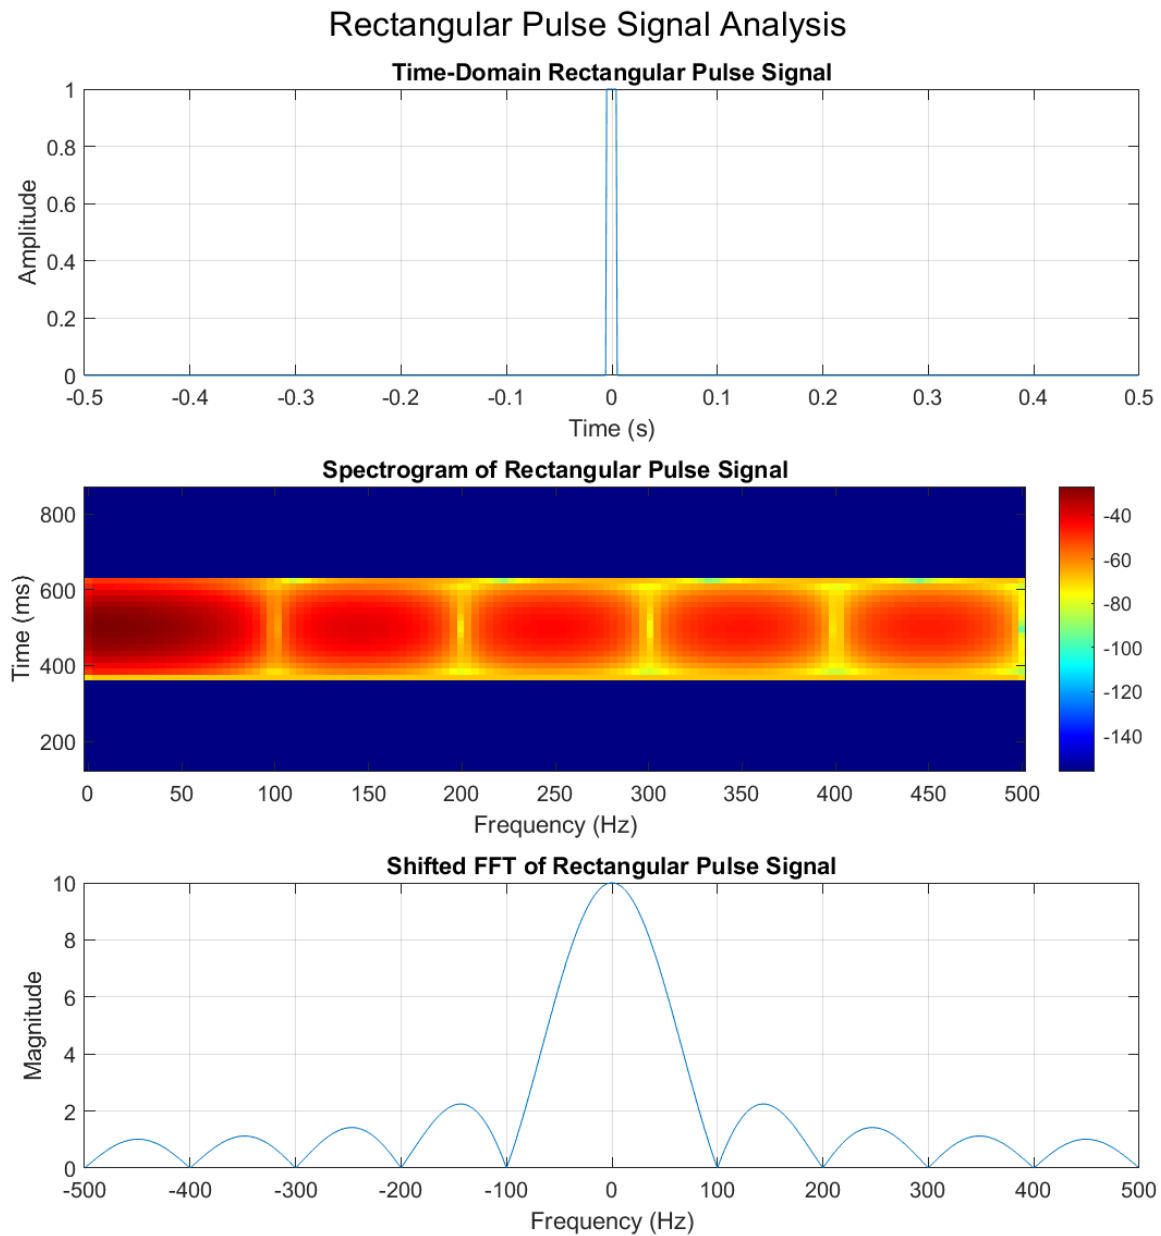 Rectangular Pulse Signal Analysis
Time-Domain Rectangular Pulse Signal
1
0.8
0.6
0.4
0.2
0
Amplitude
-0.5 -0.4 -0.3 -0.2 -0.1 0 0.1 0.2 0.3 0.4 0.5
Time (s)
Spectrogram of Rectangular Pulse Signal
800
600
400
200
Time (ms)
-40
-60
-80
-100
-120
-140
0 50 100 150 200 250 300 350 400 450 500
Frequency (Hz)
Shifted FFT of Rectangular Pulse Signal
10
8
6
4
2
0
Magnitude
-500 -400 -300 -200 -100 0 100 200 300 400 500
Frequency (Hz)